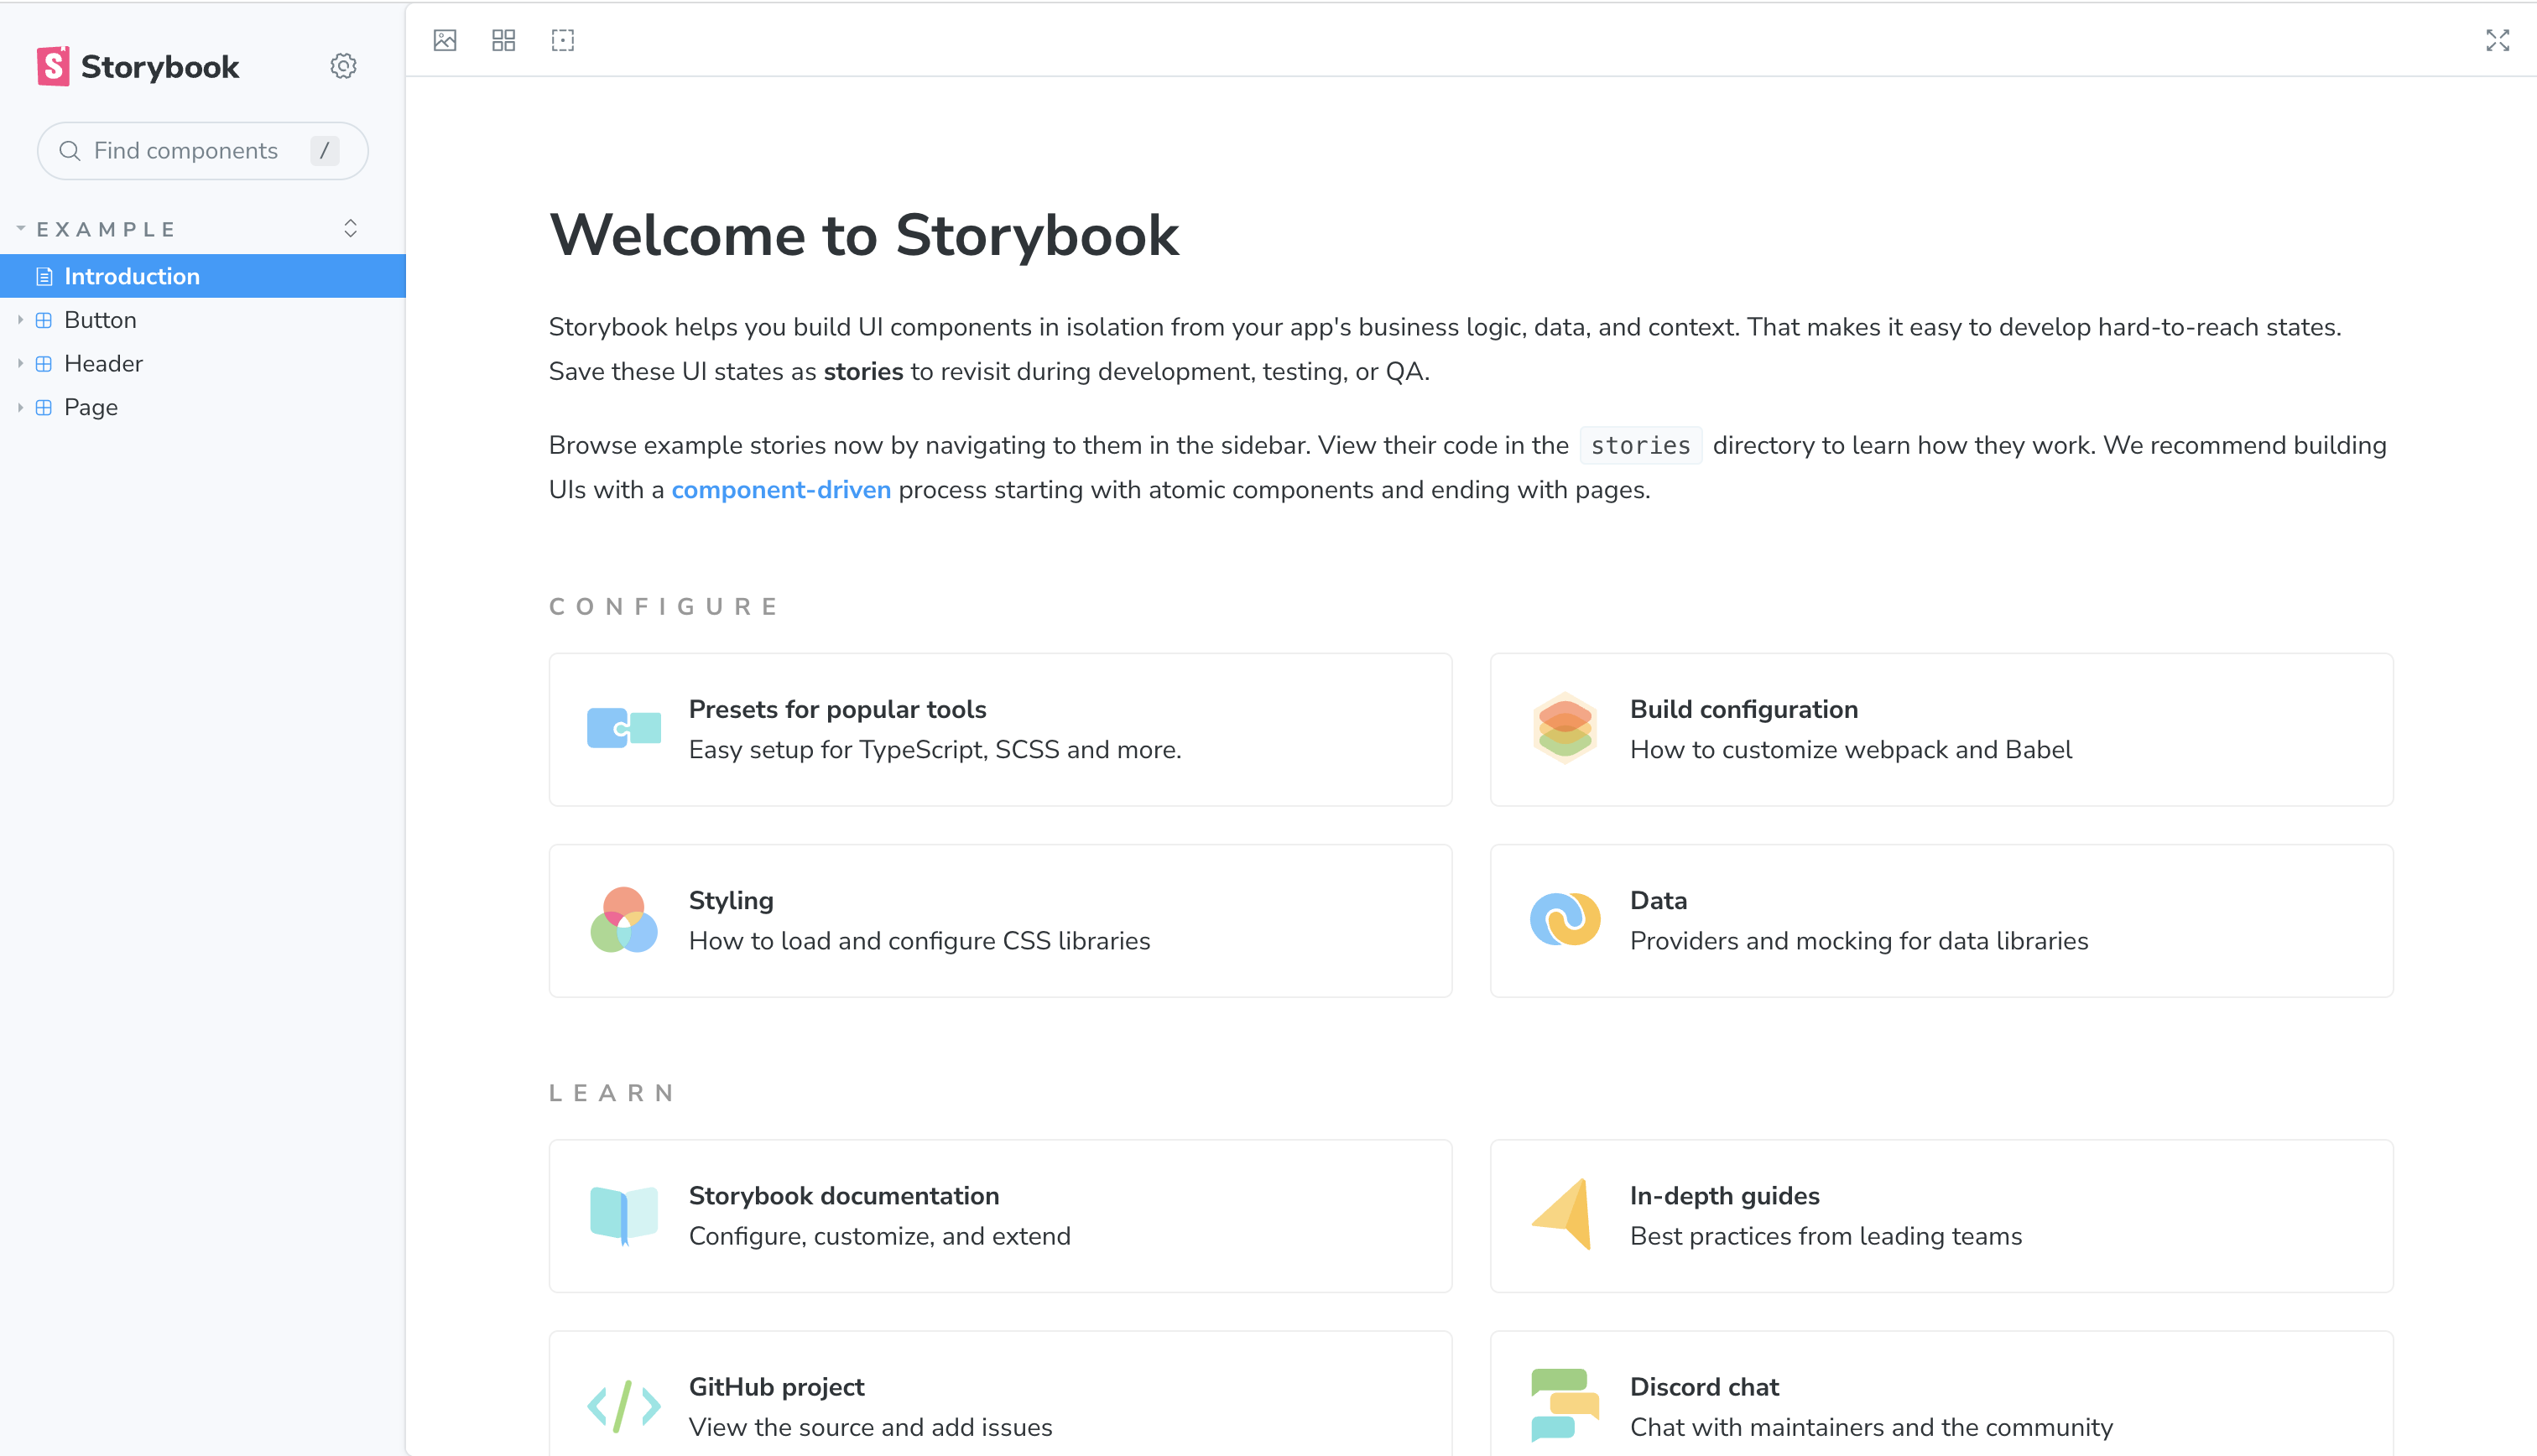 Storybook
Find components /
EXAMPLE
Introduction
Button
Header
Page
Welcome to Storybook
Storybook helps you build UI components in isolation from your app's business logic, data, and context. That makes it easy to develop hard-to-reach states.
Save these UI states as stories to revisit during development, testing, or QA.
Browse example stories now by navigating to them in the sidebar. View their code in the stories directory to learn how they work. We recommend building
UIs with a component-driven process starting with atomic components and ending with pages.
CONFIGURE
Presets for popular tools
Easy setup for TypeScript, SCSS and more.
Build configuration
How to customize webpack and Babel
Styling
How to load and configure CSS libraries
Data
Providers and mocking for data libraries
LEARN
Storybook documentation
Configure, customize, and extend
In-depth guides
Best practices from leading teams
GitHub project
View the source and add issues
Discord chat
Chat with maintainers and the community